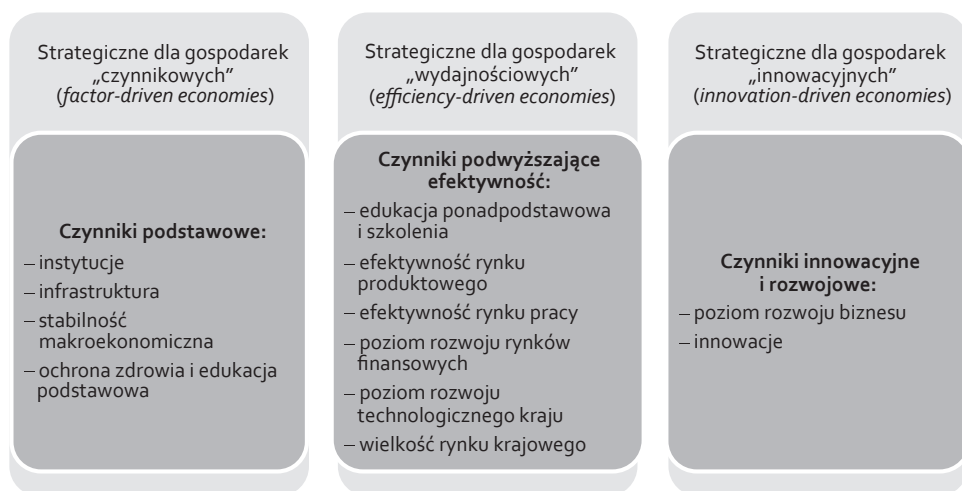 Strategiczne dla gospodarek
„czynnikowych”
(factor-driven economies)
Czynniki podstawowe:
– instytucje
– infrastruktura
– stabilność
makroekonomiczna
– ochrona zdrowia i edukacja
podstawowa
Strategiczne dla gospodarek
„wydajnościowych”
(efficiency-driven economies)
Czynniki podwyższające
efektywność:
– edukacja ponadpodstawowa
i szkolenia
– efektywność rynku
produktowego
– efektywność rynku pracy
– poziom rozwoju rynków
finansowych
– poziom rozwoju
technologicznego kraju
– wielkość rynku krajowego
Strategiczne dla gospodarek
„innowacyjnych”
(innovation-driven economies)
Czynniki innowacyjne
i rozwojowe:
– poziom rozwoju biznesu
– innowacje